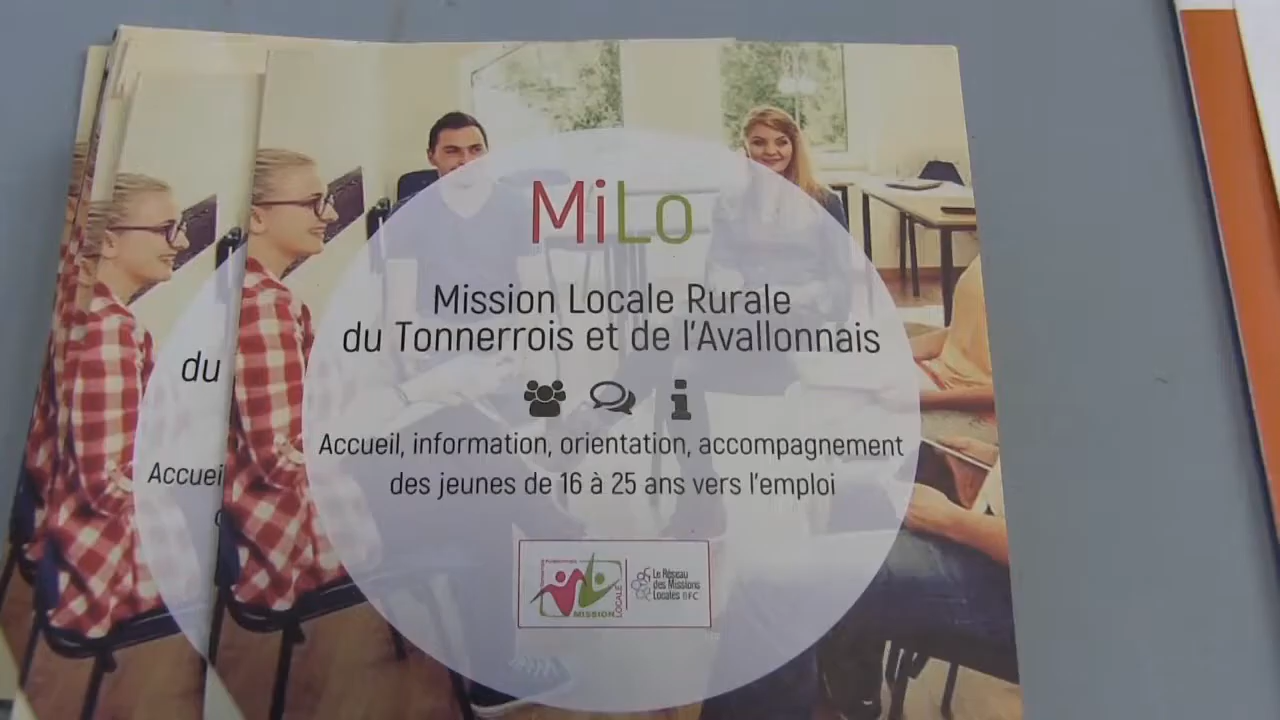 MiLo
Mission Locale Rurale
du Tonnerrois et de l'Avallonnais
Accueil, information, orientation, accompagnement
des jeunes de 16 à 25 ans vers l'emploi
MISSION
LOCALE
Le Réseau
des Missions
Locales BFC
du
Accueil